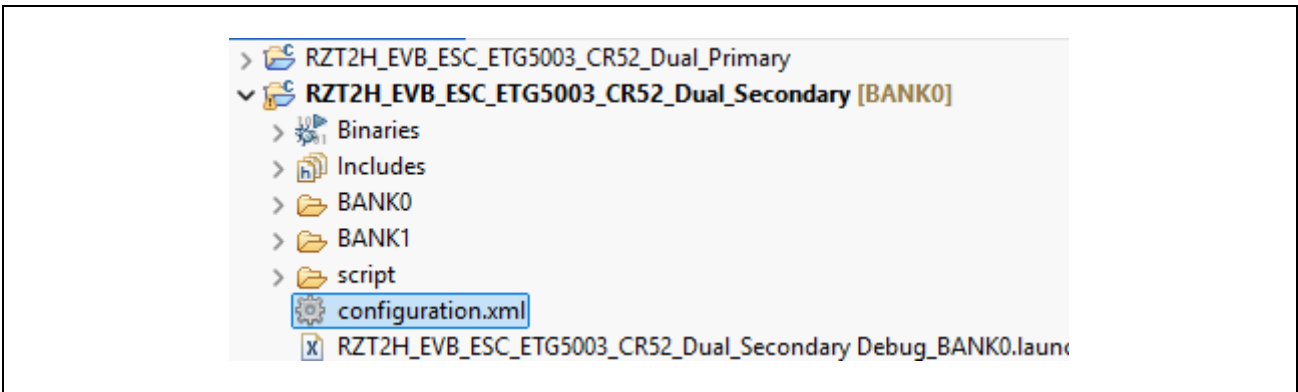 RZT2H_EVB_ESC_ETG5003_CR52_Dual_Primary
RZT2H_EVB_ESC_ETG5003_CR52_Dual_Secondary [BANK0]
Binaries
Includes
BANK0
BANK1
script
configuration.xml
RZT2H_EVB_ESC_ETG5003_CR52_Dual_Secondary Debug_BANK0.launc